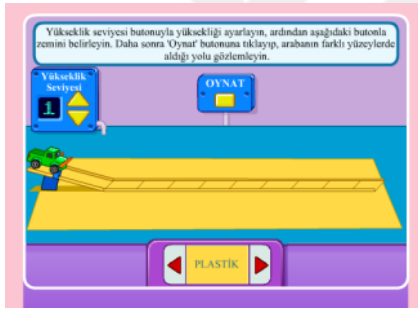 Yükseklik seviyesi butonuyla yüksekliği ayarlayın, ardından aşağıdaki butonla
zemini belirleyin. Daha sonra 'Oynat' butonuna tıklayıp, arabanın farklı yüzeylerde
aldığı yolu gözlemleyin.
Yükseklik
Seviyesi
1
OYNAT
PLASTİK